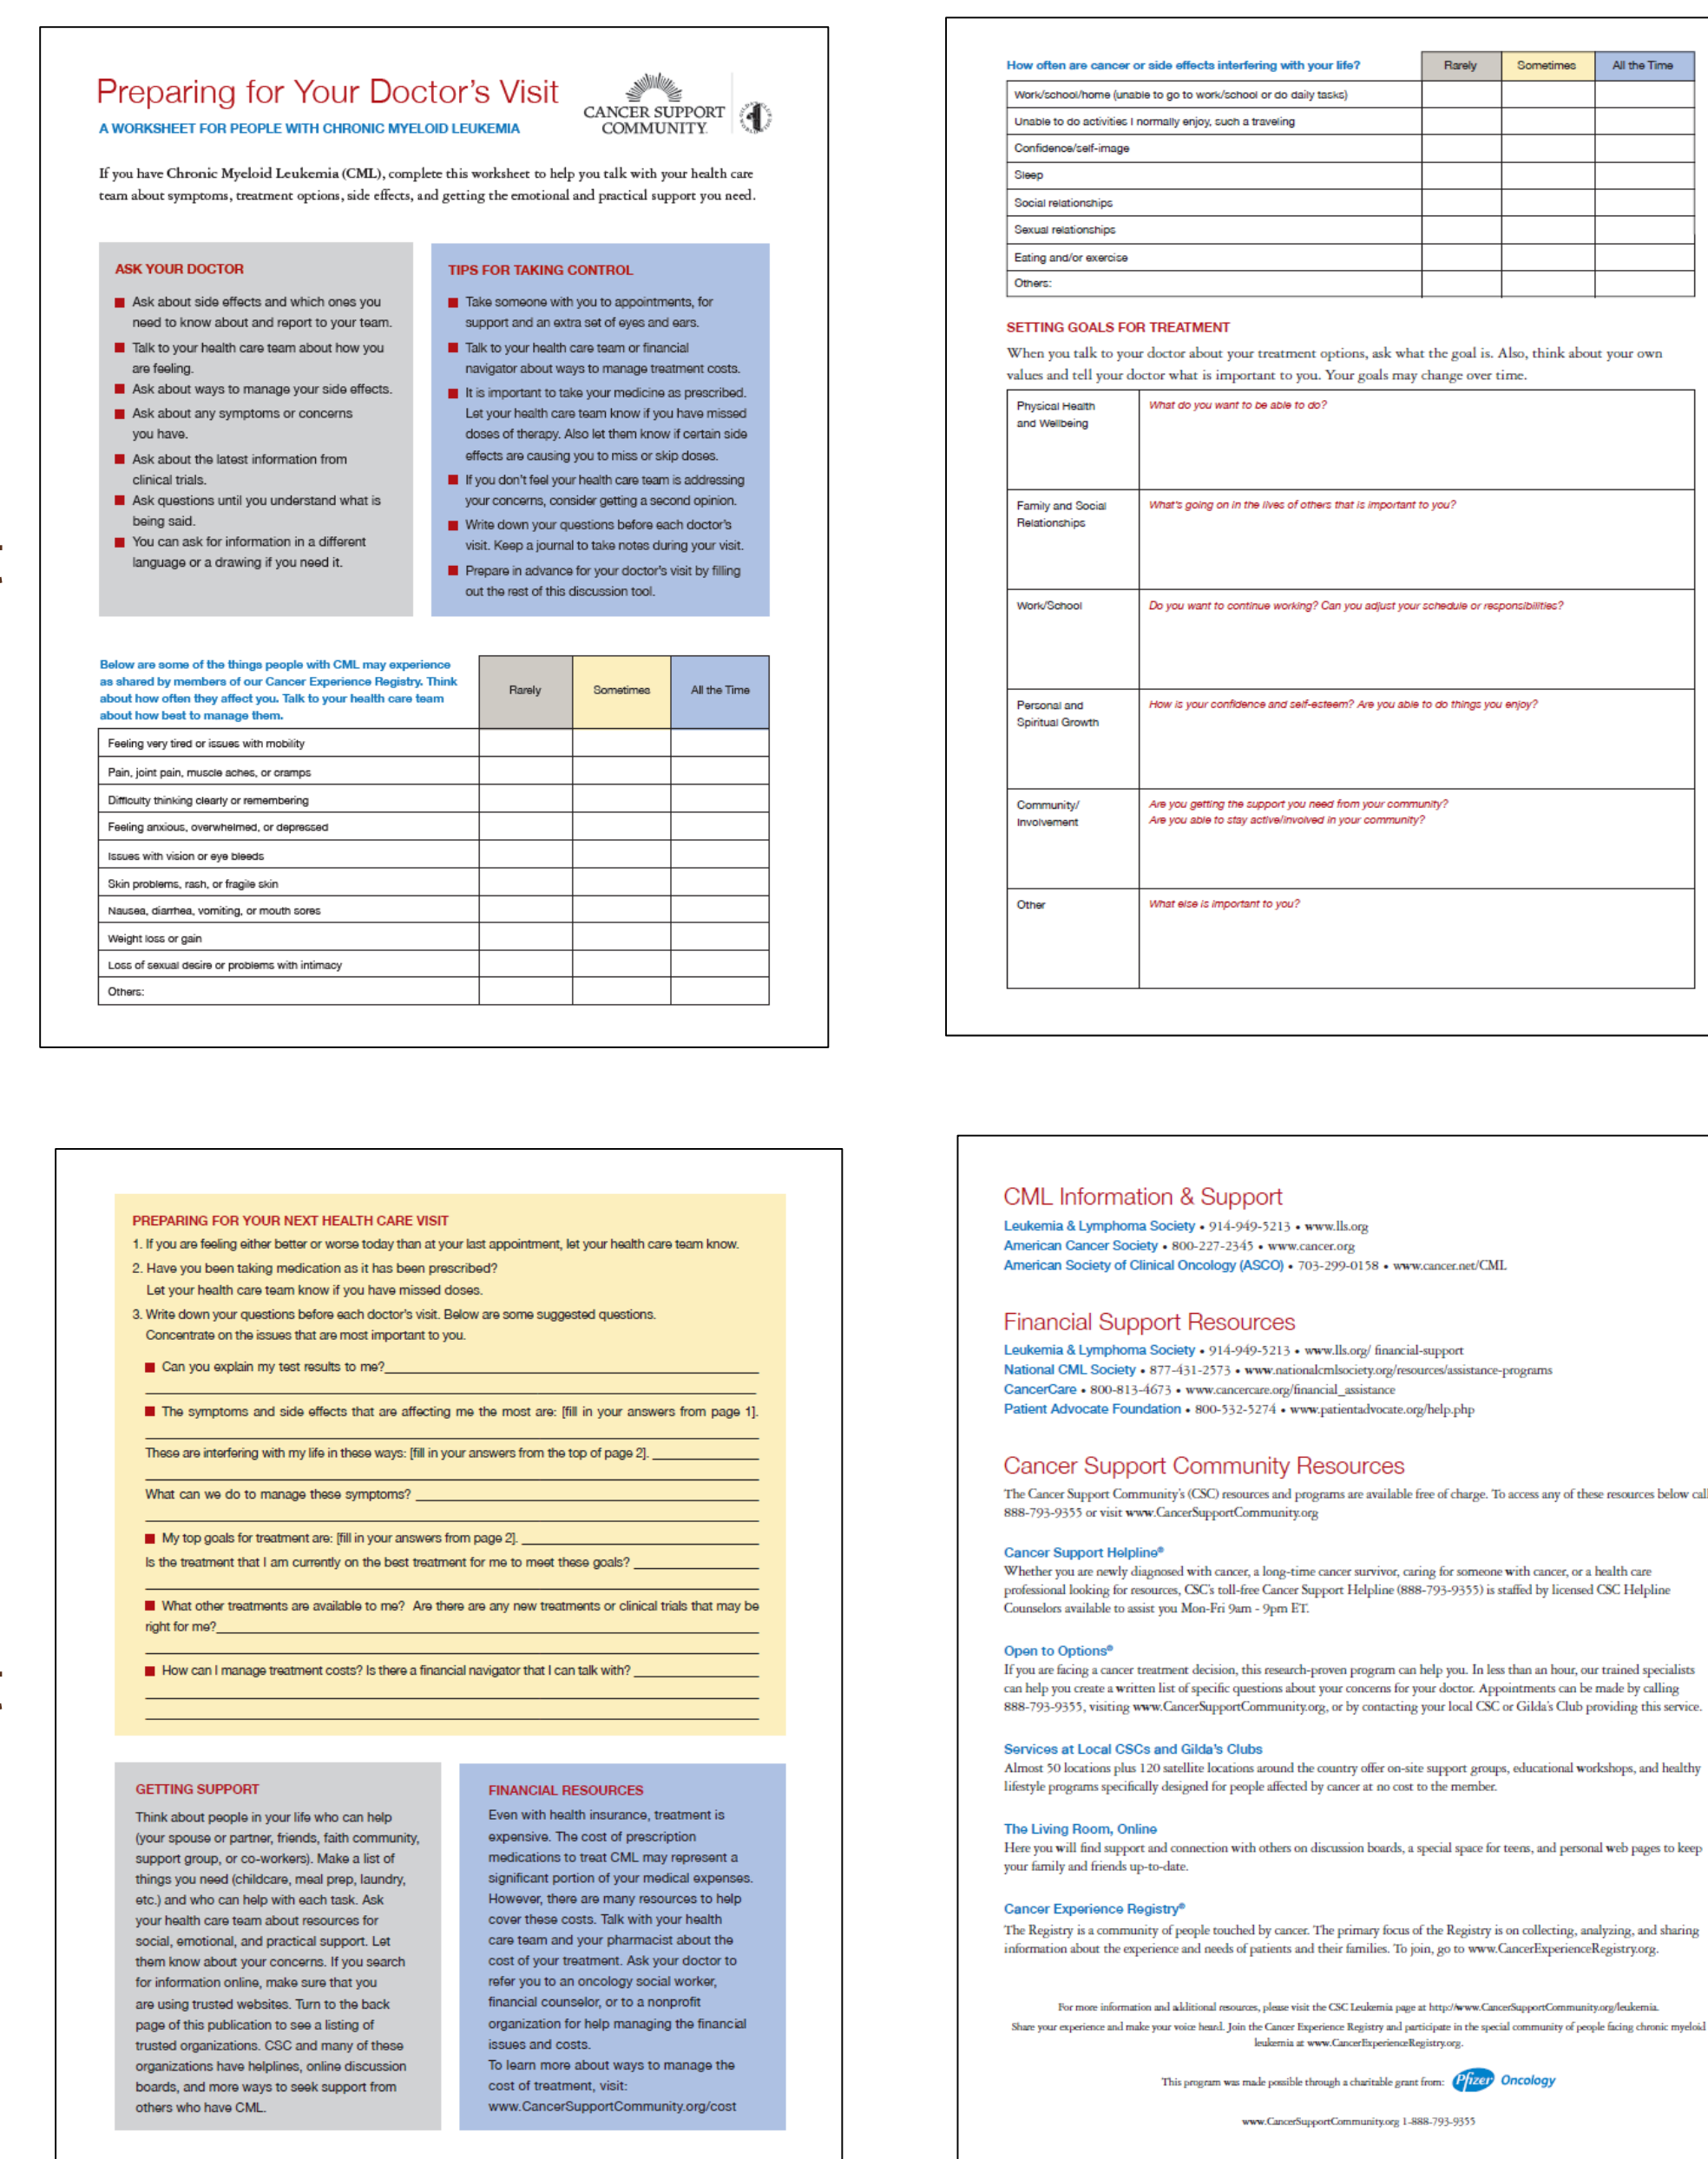 Preparing for Your Doctor's Visit
A WORKSHEET FOR PEOPLE WITH CHRONIC MYELOID LEUKEMIA
CANCER SUPPORT
COMMUNITY
If you have Chronic Myeloid Leukemia (CML), complete this worksheet to help you talk with your health care
team about symptoms, treatment options, side effects, and getting the emotional and practical support you need.
ASK YOUR DOCTOR
Ask about side effects and which ones you
need to know about and report to your team.
Talk to your health care team about how you
are feeling.
Ask about ways to manage your side effects.
Ask about any symptoms or concerns
you have.
Ask about the latest information from
clinical trials.
Ask questions until you understand what is
being said.
You can ask for information in a different
language or a drawing if you need it.
TIPS FOR TAKING CONTROL
Take someone with you to appointments, for
support and an extra set of eyes and ears.
Talk to your health care team or financial
navigator about ways to manage treatment costs.
It is important to take your medicine as prescribed.
Let your health care team know if you have missed
doses of therapy. Also let them know if certain side
effects are causing you to miss or skip doses.
If you don't feel your health care team is addressing
your concerns, consider getting a second opinion.
Write down your questions before each doctor's
visit. Keep a journal to take notes during your visit.
Prepare in advance for your doctor's visit by filling
out the rest of this discussion tool.
Below are some of the things people with CML may experience
as shared by members of our Cancer Experience Registry. Think
about how often they affect you. Talk to your health care team
about how best to manage them.
Rarely Sometimes All the Time
Feeling very tired or issues with mobility
Pain, joint pain, muscle aches, or cramps
Difficulty thinking clearly or remembering
Feeling anxious, overwhelmed, or depressed
Issues with vision or eye bleeds
Skin problems, rash, or fragile skin
Nausea, diarrhea, vomiting, or mouth sores
Weight loss or gain
Loss of sexual desire or problems with intimacy
Others:
How often are cancer or side effects interfering with your life? Rarely Sometimes All the Time
Work/school/home (unable to go to work/school or do daily tasks)
Unable to do activities I normally enjoy, such a traveling
Confidence/self-image
Sleep
Social relationships
Sexual relationships
Eating and/or exercise
Others:
SETTING GOALS FOR TREATMENT
When you talk to your doctor about your treatment options, ask what the goal is. Also, think about your own
values and tell your doctor what is important to you. Your goals may change over time.
Physical Health
and Wellbeing
What do you want to be able to do?
Family and Social
Relationships
What's going on in the lives of others that is important to you?
Work/School
Do you want to continue working? Can you adjust your schedule or responsibilities?
Personal and
Spiritual Growth
How is your confidence and self-esteem? Are you able to do things you enjoy?
Community/
Involvement
Are you getting the support you need from your community?
Are you able to stay active/involved in your community?
Other
What else is important to you?
PREPARING FOR YOUR NEXT HEALTH CARE VISIT
1. If you are feeling either better or worse today than at your last appointment, let your health care team know.
2. Have you been taking medication as it has been prescribed?
Let your health care team know if you have missed doses.
3. Write down your questions before each doctor's visit. Below are some suggested questions.
Concentrate on the issues that are most important to you.
Can you explain my test results to me?
The symptoms and side effects that are affecting me the most are: [fill in your answers from page 1].
These are interfering with my life in these ways: [fill in your answers from the top of page 2].
What can we do to manage these symptoms?
My top goals for treatment are: [fill in your answers from page 2].
Is the treatment that I am currently on the best treatment for me to meet these goals?
What other treatments are available to me? Are there are any new treatments or clinical trials that may be
right for me?
How can I manage treatment costs? Is there a financial navigator that I can talk with?
GETTING SUPPORT
Think about people in your life who can help
(your spouse or partner, friends, faith community,
support group, or co-workers). Make a list of
things you need (childcare, meal prep, laundry,
etc.) and who can help with each task. Ask
your health care team about resources for
social, emotional, and practical support. Let
them know about your concerns. If you search
for information online, make sure that you
are using trusted websites. Turn to the back
page of this publication to see a listing of
trusted organizations. CSC and many of these
organizations have helplines, online discussion
boards, and more ways to seek support from
others who have CML.
FINANCIAL RESOURCES
Even with health insurance, treatment is
expensive. The cost of prescription
medications to treat CML may represent a
significant portion of your medical expenses.
However, there are many resources to help
cover these costs. Talk with your health
care team and your pharmacist about the
cost of your treatment. Ask your doctor to
refer you to an oncology social worker,
financial counselor, or to a nonprofit
organization for help managing the financial
issues and costs.
To learn more about ways to manage the
cost of treatment, visit:
www.CancerSupportCommunity.org/cost
CML Information & Support
Leukemia & Lymphoma Society • 914-949-5213 • www.lls.org
American Cancer Society • 800-227-2345 • www.cancer.org
American Society of Clinical Oncology (ASCO) • 703-299-0158 • www.cancer.net/CML
Financial Support Resources
Leukemia & Lymphoma Society • 914-949-5213 • www.lls.org/ financial-support
National CML Society • 877-431-2573 • www.nationalcmlsociety.org/resources/assistance-programs
CancerCare • 800-813-4673 • www.cancercare.org/financial_assistance
Patient Advocate Foundation • 800-532-5274 • www.patientadvocate.org/help.php
Cancer Support Community Resources
The Cancer Support Community's (CSC) resources and programs are available free of charge. To access any of these resources below call
888-793-9355 or visit www.CancerSupportCommunity.org
Cancer Support Helpline®
Whether you are newly diagnosed with cancer, a long-time cancer survivor, caring for someone with cancer, or a health care
professional looking for resources, CSC's toll-free Cancer Support Helpline (888-793-9355) is staffed by licensed CSC Helpline
Counselors available to assist you Mon-Fri 9am - 9pm ET.
Open to Options®
If you are facing a cancer treatment decision, this research-proven program can help you. In less than an hour, our trained specialists
can help you create a written list of specific questions about your concerns for your doctor. Appointments can be made by calling
888-793-9355, visiting www.CancerSupportCommunity.org, or by contacting your local CSC or Gilda's Club providing this service.
Services at Local CSCs and Gilda's Clubs
Almost 50 locations plus 120 satellite locations around the country offer on-site support groups, educational workshops, and healthy
lifestyle programs specifically designed for people affected by cancer at no cost to the member.
The Living Room, Online
Here you will find support and connection with others on discussion boards, a special space for teens, and personal web pages to keep
your family and friends up-to-date.
Cancer Experience Registry®
The Registry is a community of people touched by cancer. The primary focus of the Registry is on collecting, analyzing, and sharing
information about the experience and needs of patients and their families. To join, go to www.CancerExperienceRegistry.org.
For more information and additional resources, please visit the CSC Leukemia page at http://www.CancerSupportCommunity.org/leukemia.
Share your experience and make your voice heard. Join the Cancer Experience Registry and participate in the special community of people facing chronic myeloid
leukemia at www.CancerExperienceRegistry.org.
This program was made possible through a charitable grant from: Pfizer Oncology
www.CancerSupportCommunity.org 1-888-793-9355